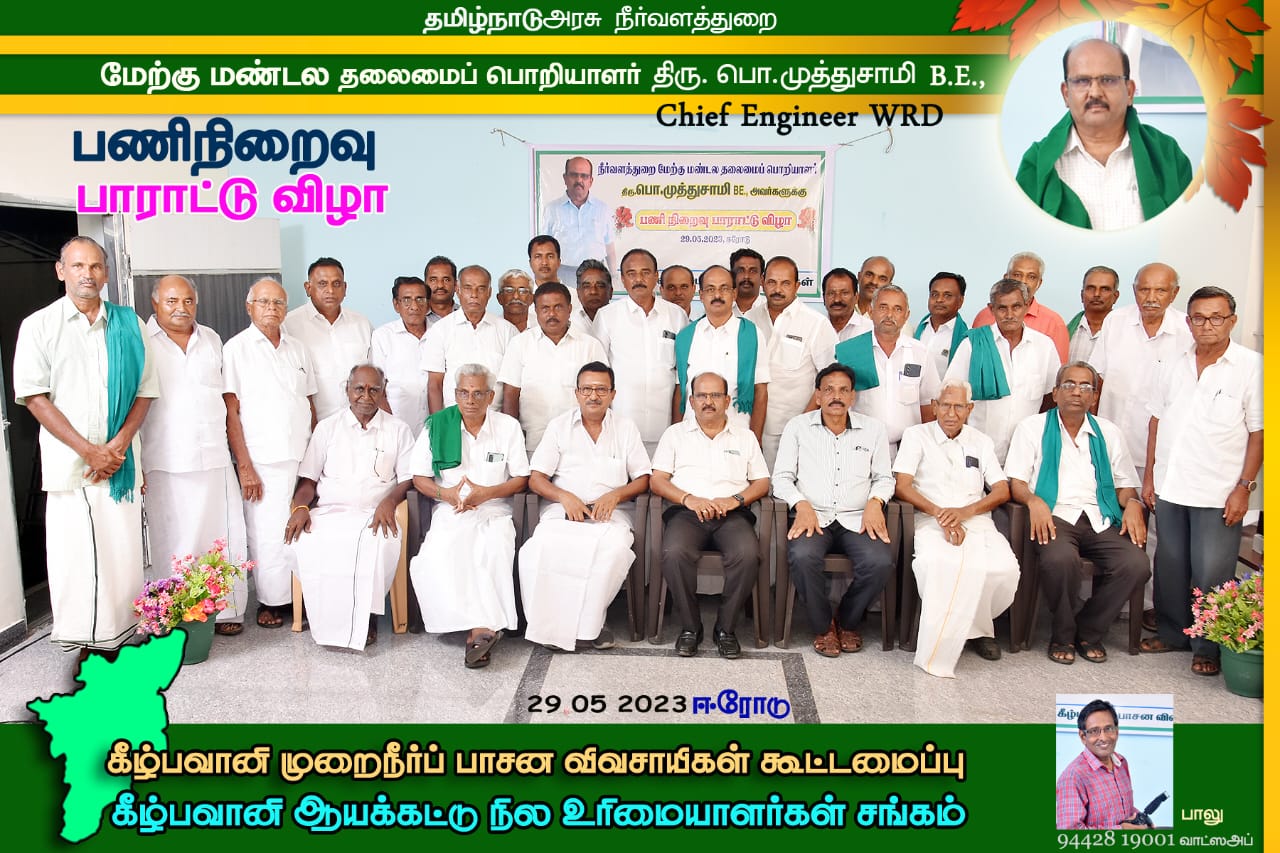 தமிழ்நாடுஅரசு நீர்வளத்துறை
மேற்கு மண்டல தலைமைப் பொறியாளர் திரு. பொ.முத்துசாமி B.E.,
Chief Engineer WRD
பணிநிறைவு
பாராட்டு விழா
நீர்வளத்துறை மேற்கு மண்டல தலைமைப் பொறியாளர்
திரு.பொ.முத்துசாமி BE., அவர்களுக்கு
பணி நிறைவு பாராட்டு விழா
29.05.2023, ஈரோடு
29 05 2023 ஈரோடு
கீழ்பவானி முறைநீர்ப் பாசன விவசாயிகள் கூட்டமைப்பு
கீழ்பவானி ஆயக்கட்டு நில உரிமையாளர்கள் சங்கம்
பாலு
94428 19001 வாட்ஸஅப்